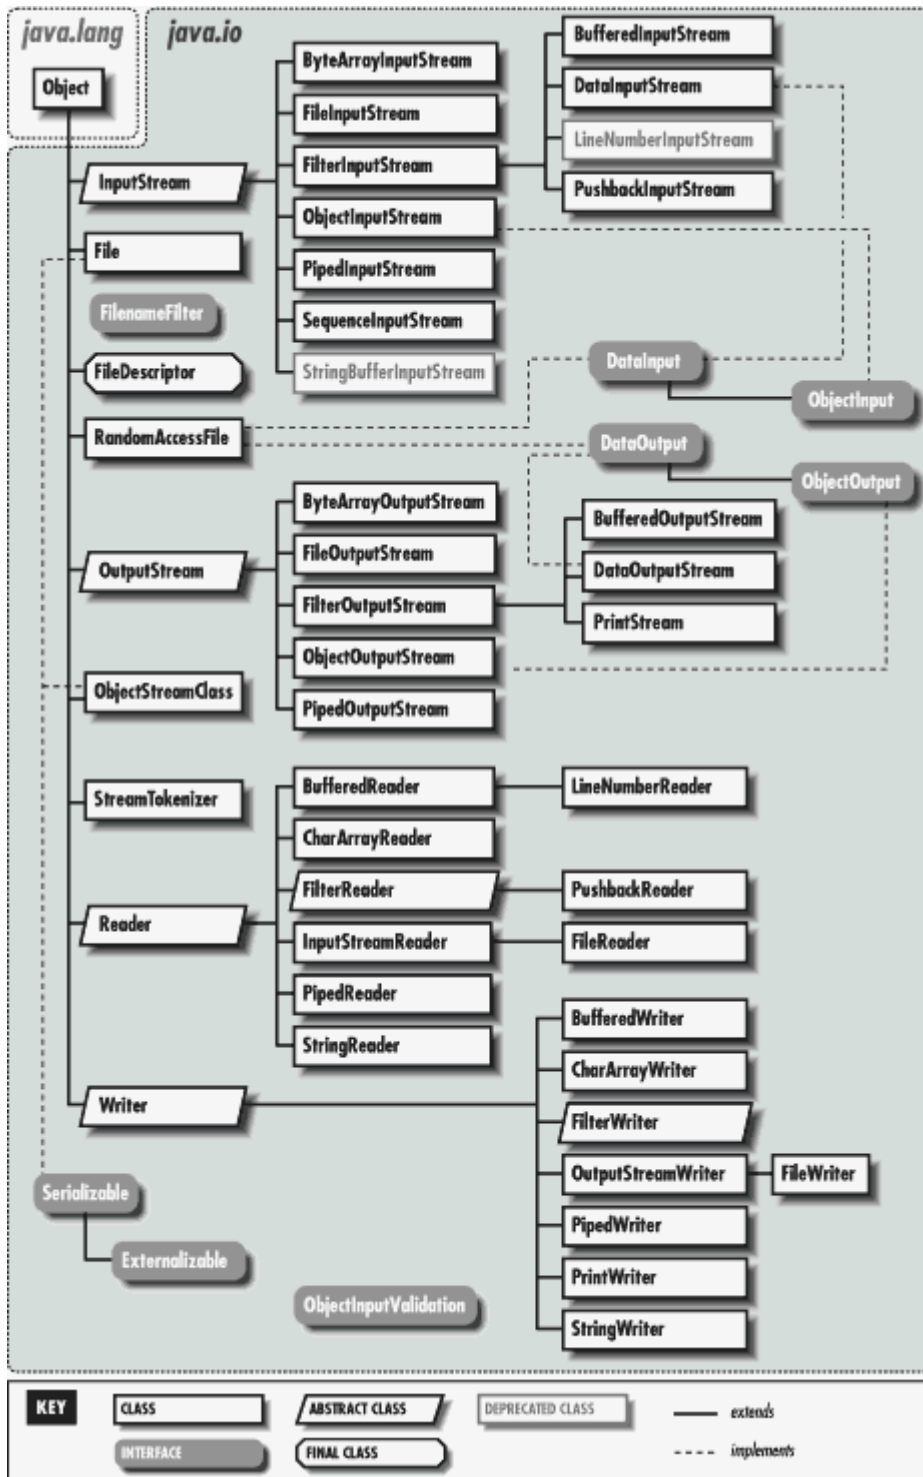 java.lang
java.io
Object
InputStream
File
FilenameFilter
FileDescriptor
RandomAccessFile
OutputStream
ObjectStreamClass
StreamTokenizer
Reader
Writer
Serializable
Externalizable
ByteArrayInputStream
FileInputStream
FilterInputStream
ObjectInputStream
PipedInputStream
SequenceInputStream
StringBufferInputStream
BufferedInputStream
DataInputStream
LineNumberInputStream
PushbackInputStream
DataInput
ObjectInput
DataOutput
ObjectOutput
ByteArrayOutputStream
FileOutputStream
FilterOutputStream
ObjectOutputStream
PipedOutputStream
BufferedOutputStream
DataOutputStream
PrintStream
BufferedReader
CharArrayReader
FilterReader
InputStreamReader
PipedReader
StringReader
LineNumberReader
PushbackReader
FileReader
BufferedWriter
CharArrayWriter
FilterWriter
OutputStreamWriter
FileWriter
PipedWriter
PrintWriter
StringWriter
ObjectInputValidation
KEY
CLASS
ABSTRACT CLASS
DEPRECATED CLASS
extends
INTERFACE
FINAL CLASS
implements